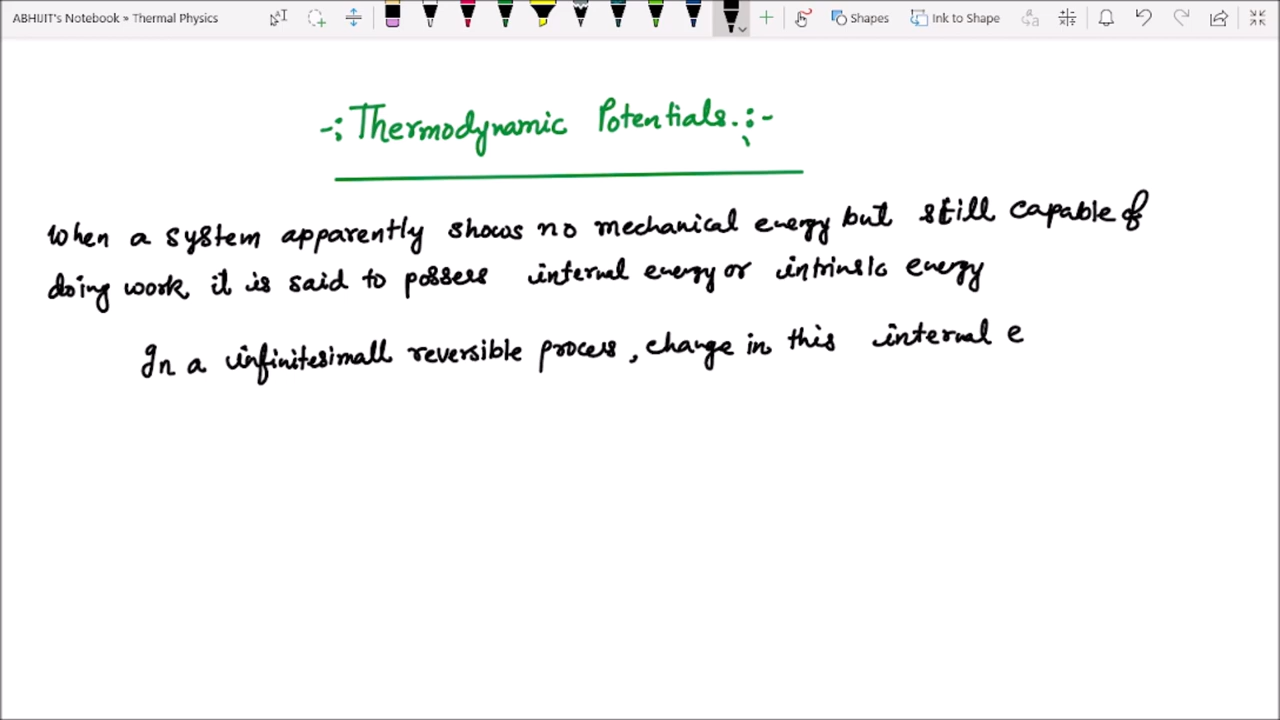 ABHIJIT's Notebook » Thermal Physics
Shapes
Ink to Shape
-: Thermodynamic Potentials. :-
When a system apparently shows no mechanical energy but still capable of
doing work it is said to possess internal energy or intrinsic energy
In a infinitesimall reversible process, change in this internal e